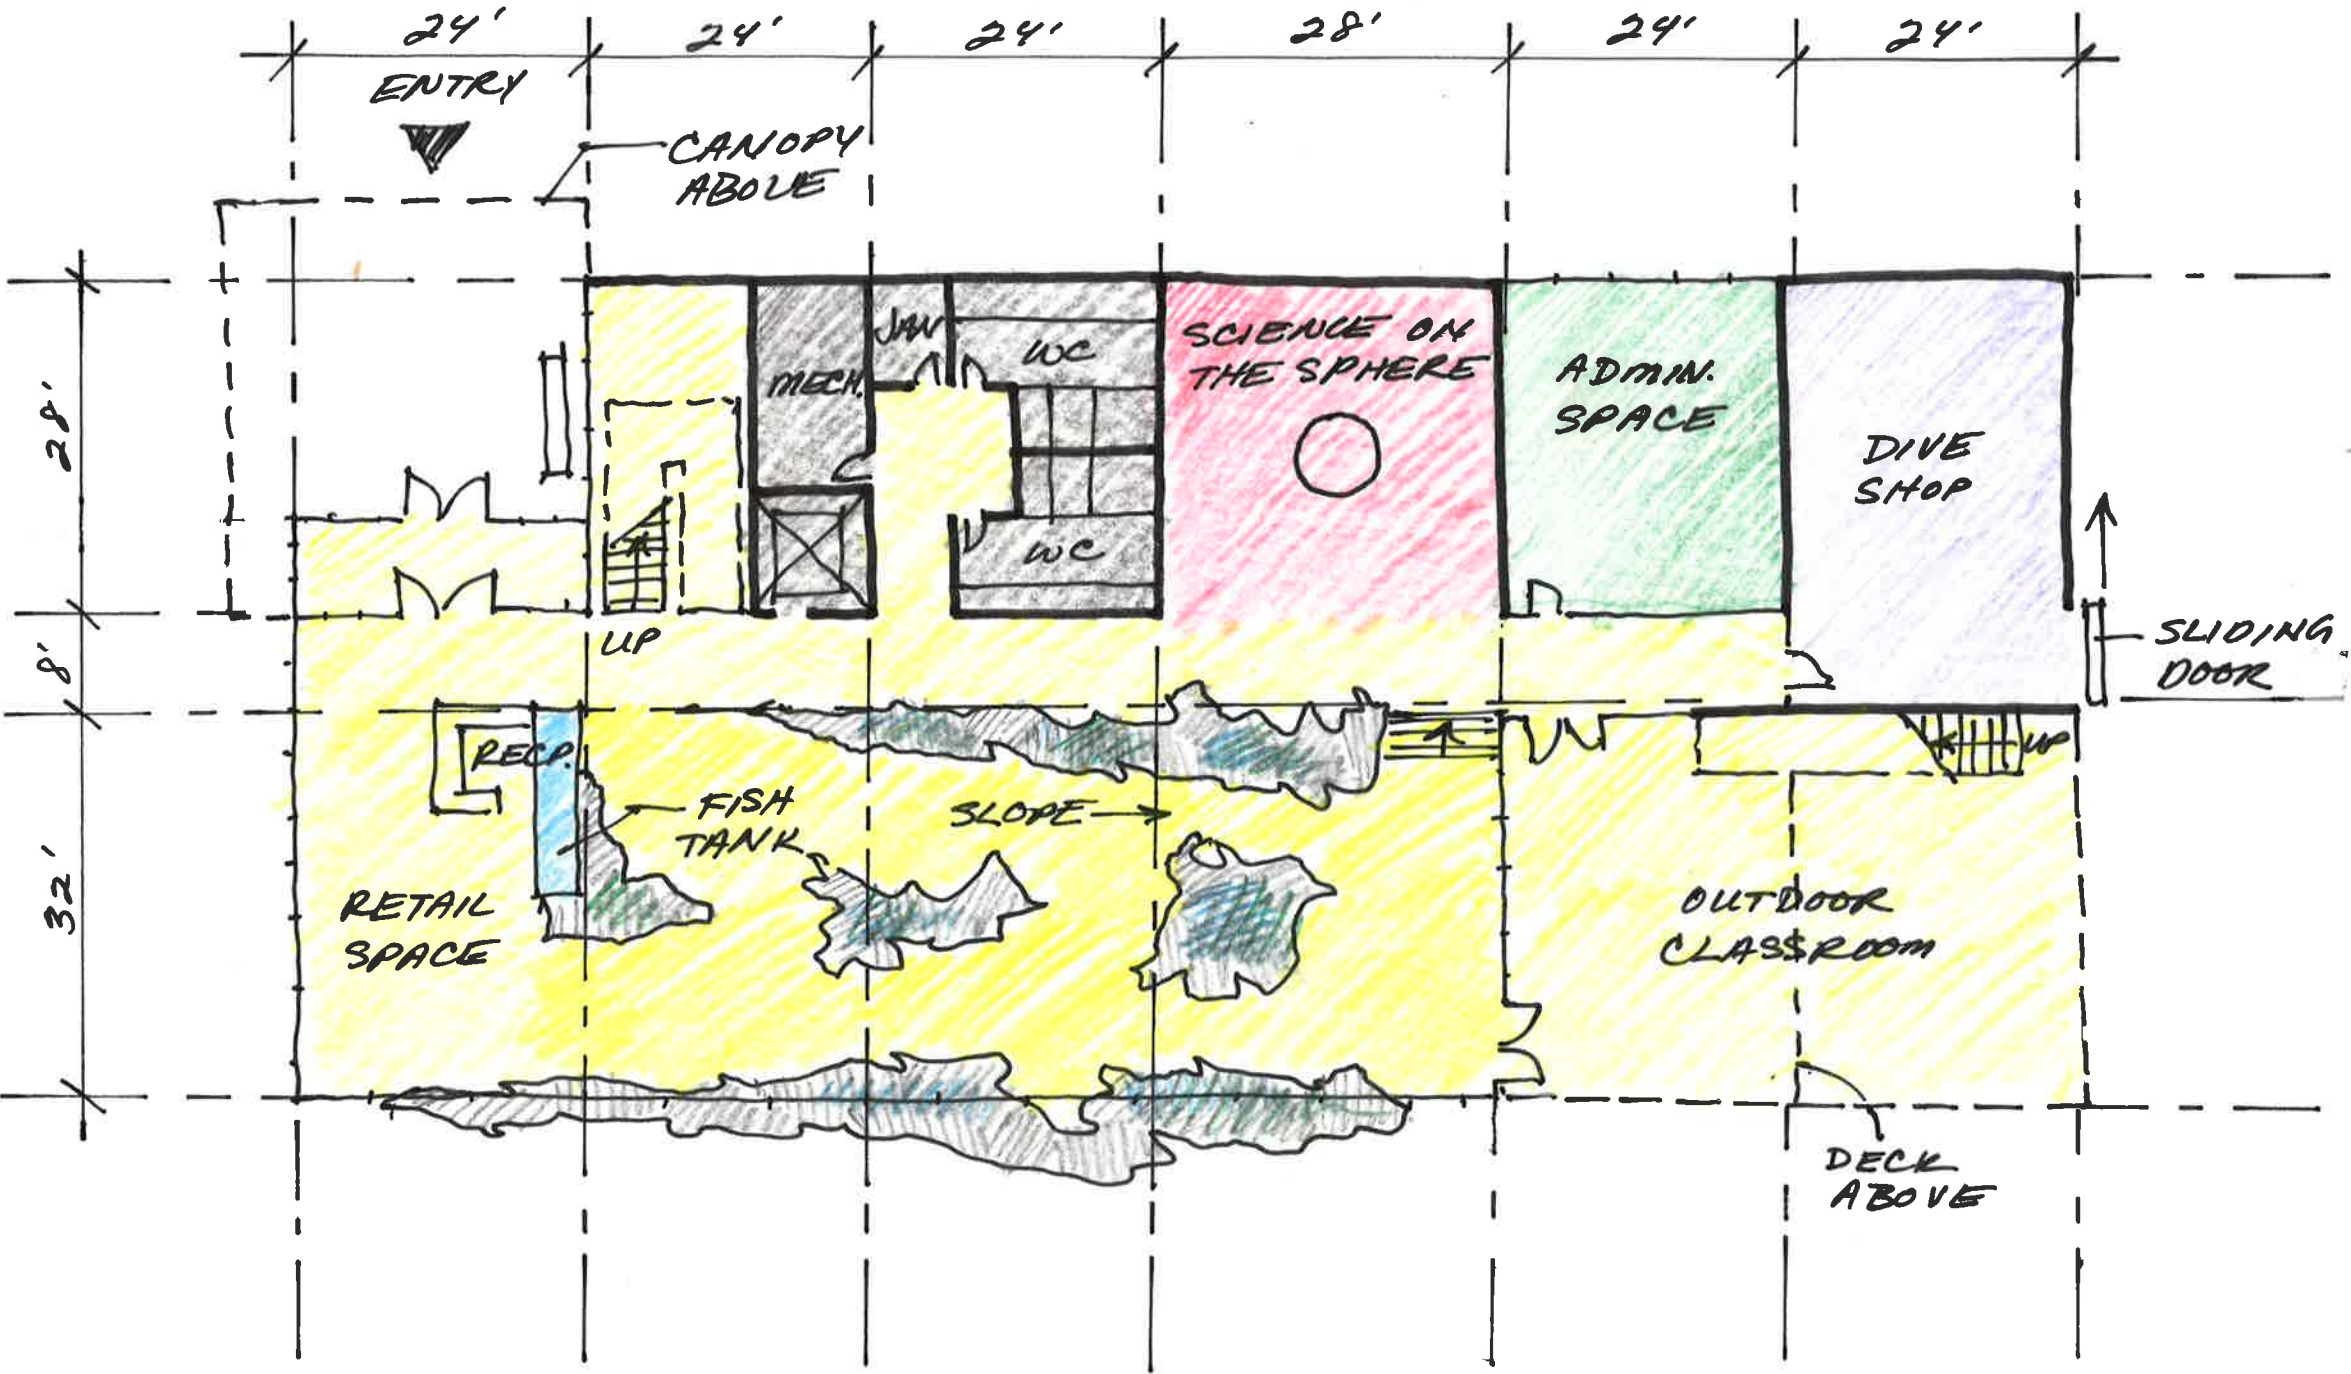 24' 24' 24' 28' 24' 24'
ENTRY
CANOPY
ABOVE
28'
8'
32'
JAN
WC
MECH.
WC
SCIENCE ON
THE SPHERE
ADMIN.
SPACE
DIVE
SHOP
UP
SLIDING
DOOR
RECP.
FISH
TANK
SLOPE
UP
RETAIL
SPACE
OUTDOOR
CLASSROOM
DECK
ABOVE